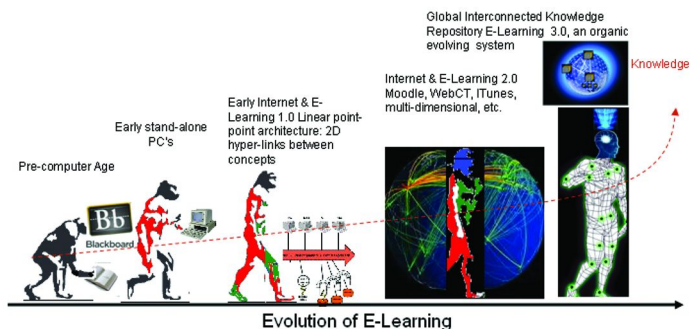 Global Interconnected Knowledge
Repository E-Learning 3.0, an organic
evolving system
Knowledge
Internet & E-Learning 2.0
Moodle, WebCT, ITunes,
multi-dimensional, etc.
Early Internet & E-
Learning 1.0 Linear point-
point architecture: 2D
hyper-links between
concepts
Early stand-alone
PC's
Pre-computer Age
Bb
Blackboard
Evolution of E-Learning